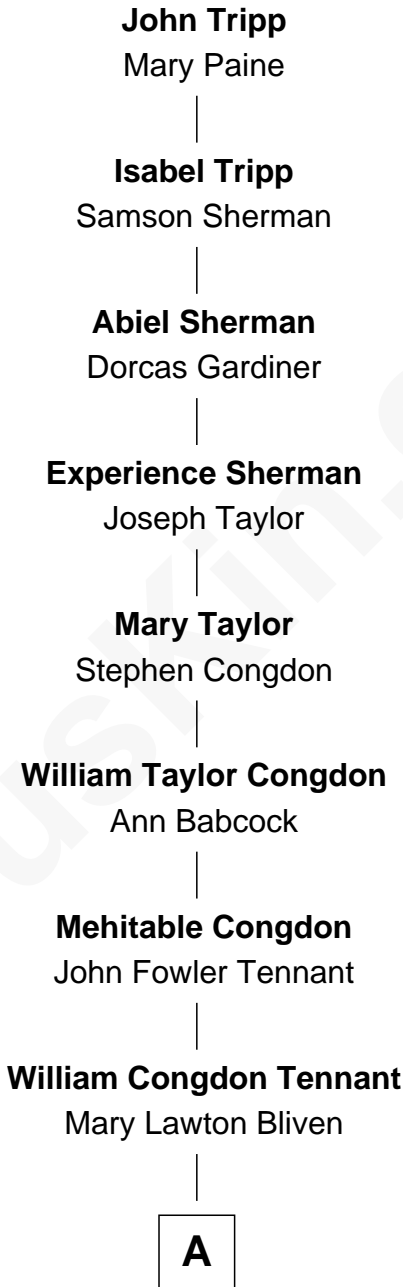 John Tripp
Mary Paine
Isabel Tripp
Samson Sherman
Abiel Sherman
Dorcas Gardiner
Experience Sherman
Joseph Taylor
Mary Taylor
Stephen Congdon
William Taylor Congdon
Ann Babcock
Mehitable Congdon
John Fowler Tennant
William Congdon Tennant
Mary Lawton Bliven
A